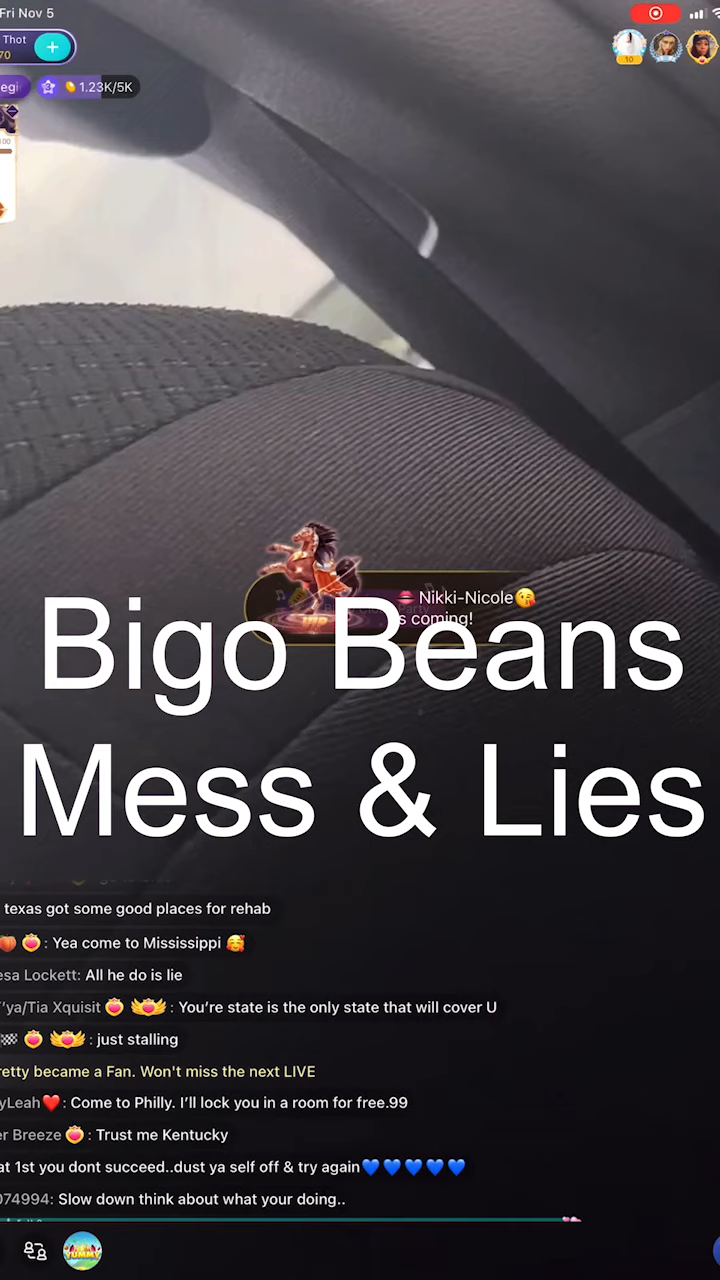 Fri Nov 5
Thot
70
1.23K/5K
10
Nikki-Nicole😘
s coming!
Bigo Beans
Mess & Lies
texas got some good places for rehab
: Yea come to Mississippi 🥰
esa Lockett: All he do is lie
'ya/Tia Xquisit : You're state is the only state that will cover U
: just stalling
retty became a Fan. Won't miss the next LIVE
yLeah❤️: Come to Philly. I'll lock you in a room for free.99
er Breeze : Trust me Kentucky
at 1st you dont succeed..dust ya self off & try again💙💙💙💙💙
074994: Slow down think about what your doing..
YUMMY